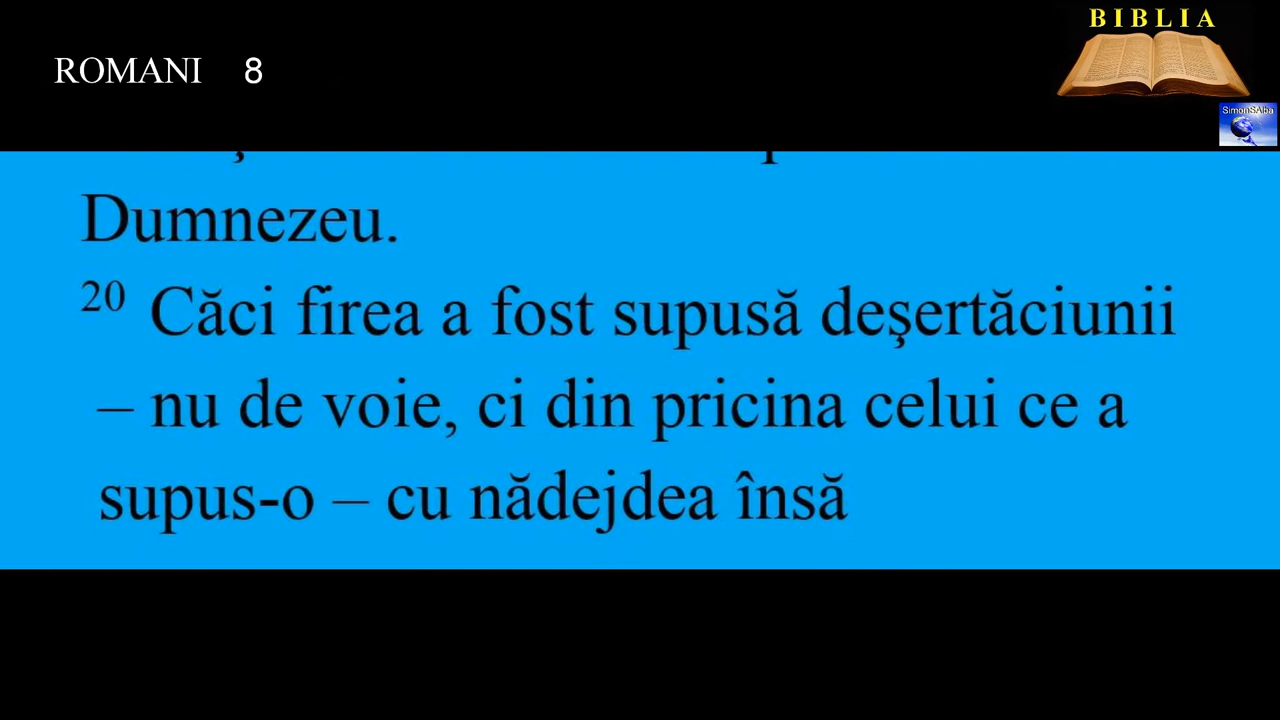 BIBLIA
ROMANI 8
SimonSAlba
Dumnezeu.
20 Căci firea a fost supusă deşertăciunii
– nu de voie, ci din pricina celui ce a
supus-o – cu nădejdea însă